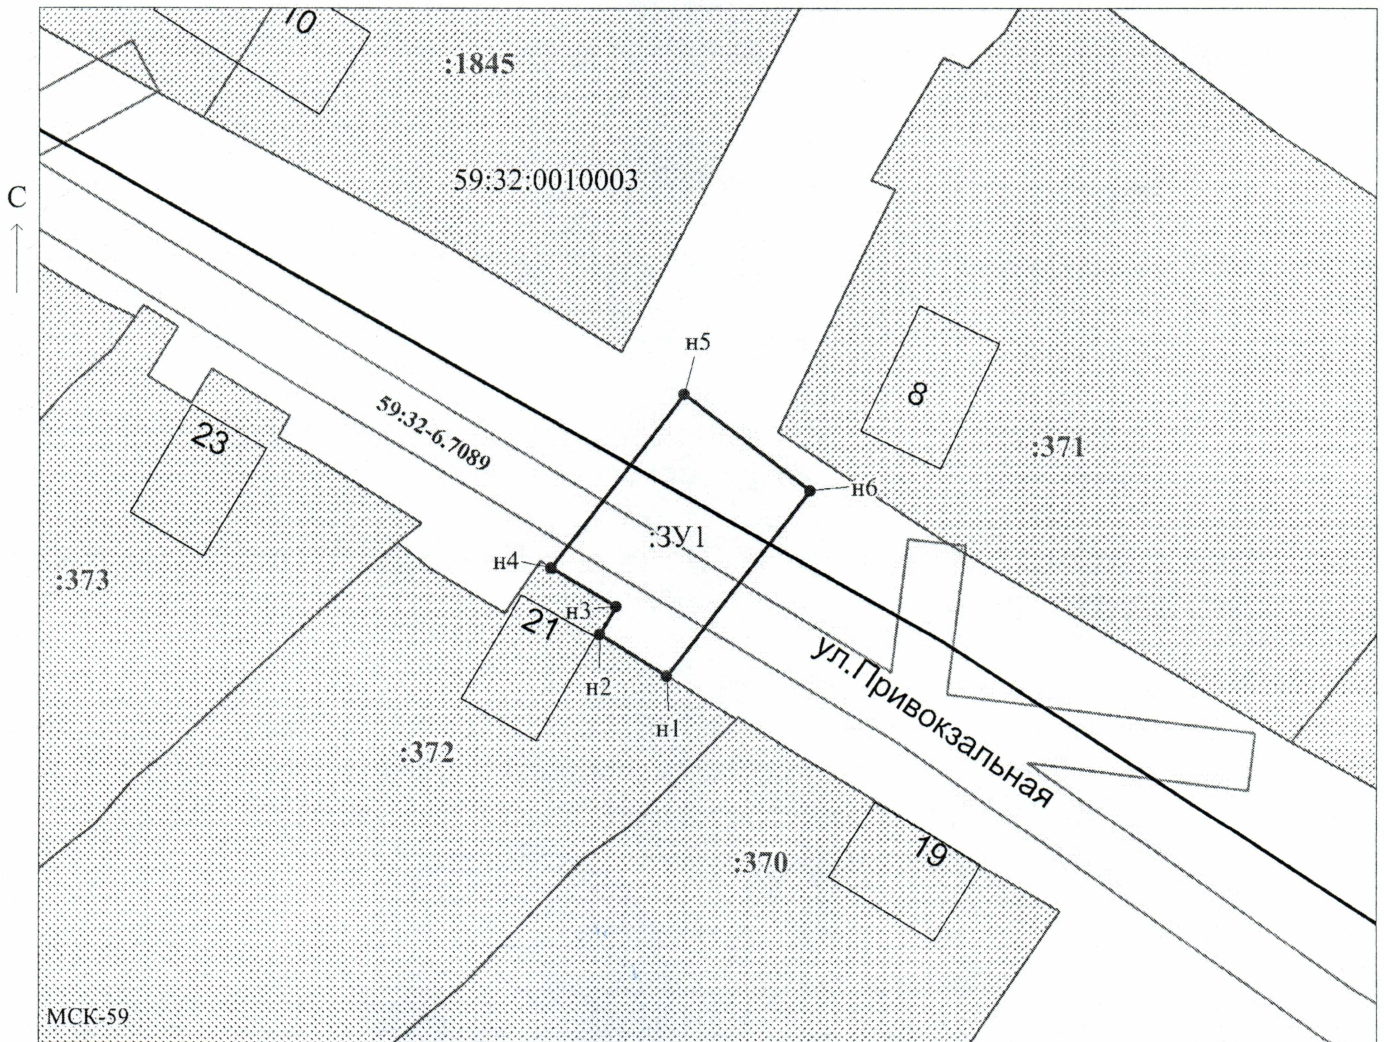 10
:1845
59:32:0010003
С
н5
8
59:32-6.7089
:371
23
н6
:ЗУ1
н4
:373
н3
21
ул.Привокзальная
н2
н1
:372
19
:370
МСК-59